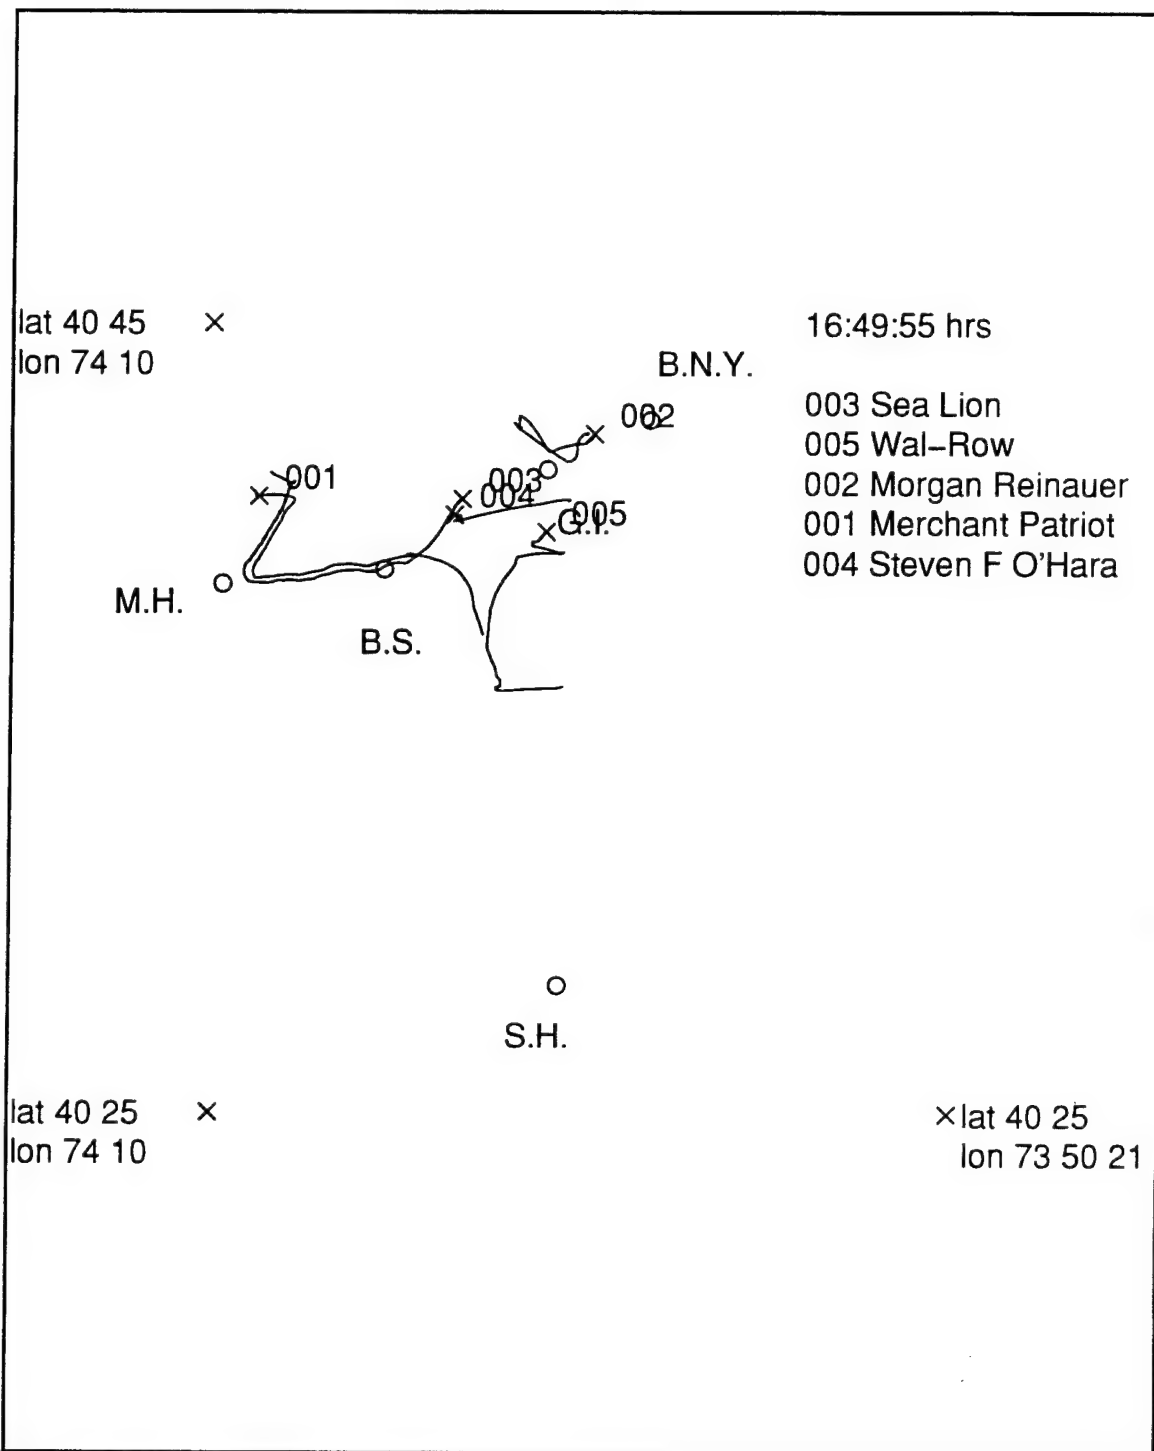 lat 40 45
lon 74 10
16:49:55 hrs
B.N.Y.
003 Sea Lion
005 Wal-Row
002 Morgan Reinauer
001 Merchant Patriot
004 Steven F O'Hara
002
001
003
004
005
G.I.
M.H.
B.S.
S.H.
lat 40 25
lon 74 10
lat 40 25
lon 73 50 21